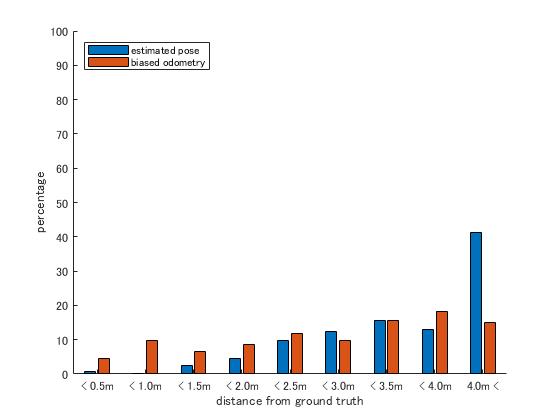 100
90
80
70
60
50
40
30
20
10
0
percentage
estimated pose
biased odometry
< 0.5m < 1.0m < 1.5m < 2.0m < 2.5m < 3.0m < 3.5m < 4.0m 4.0m <
distance from ground truth